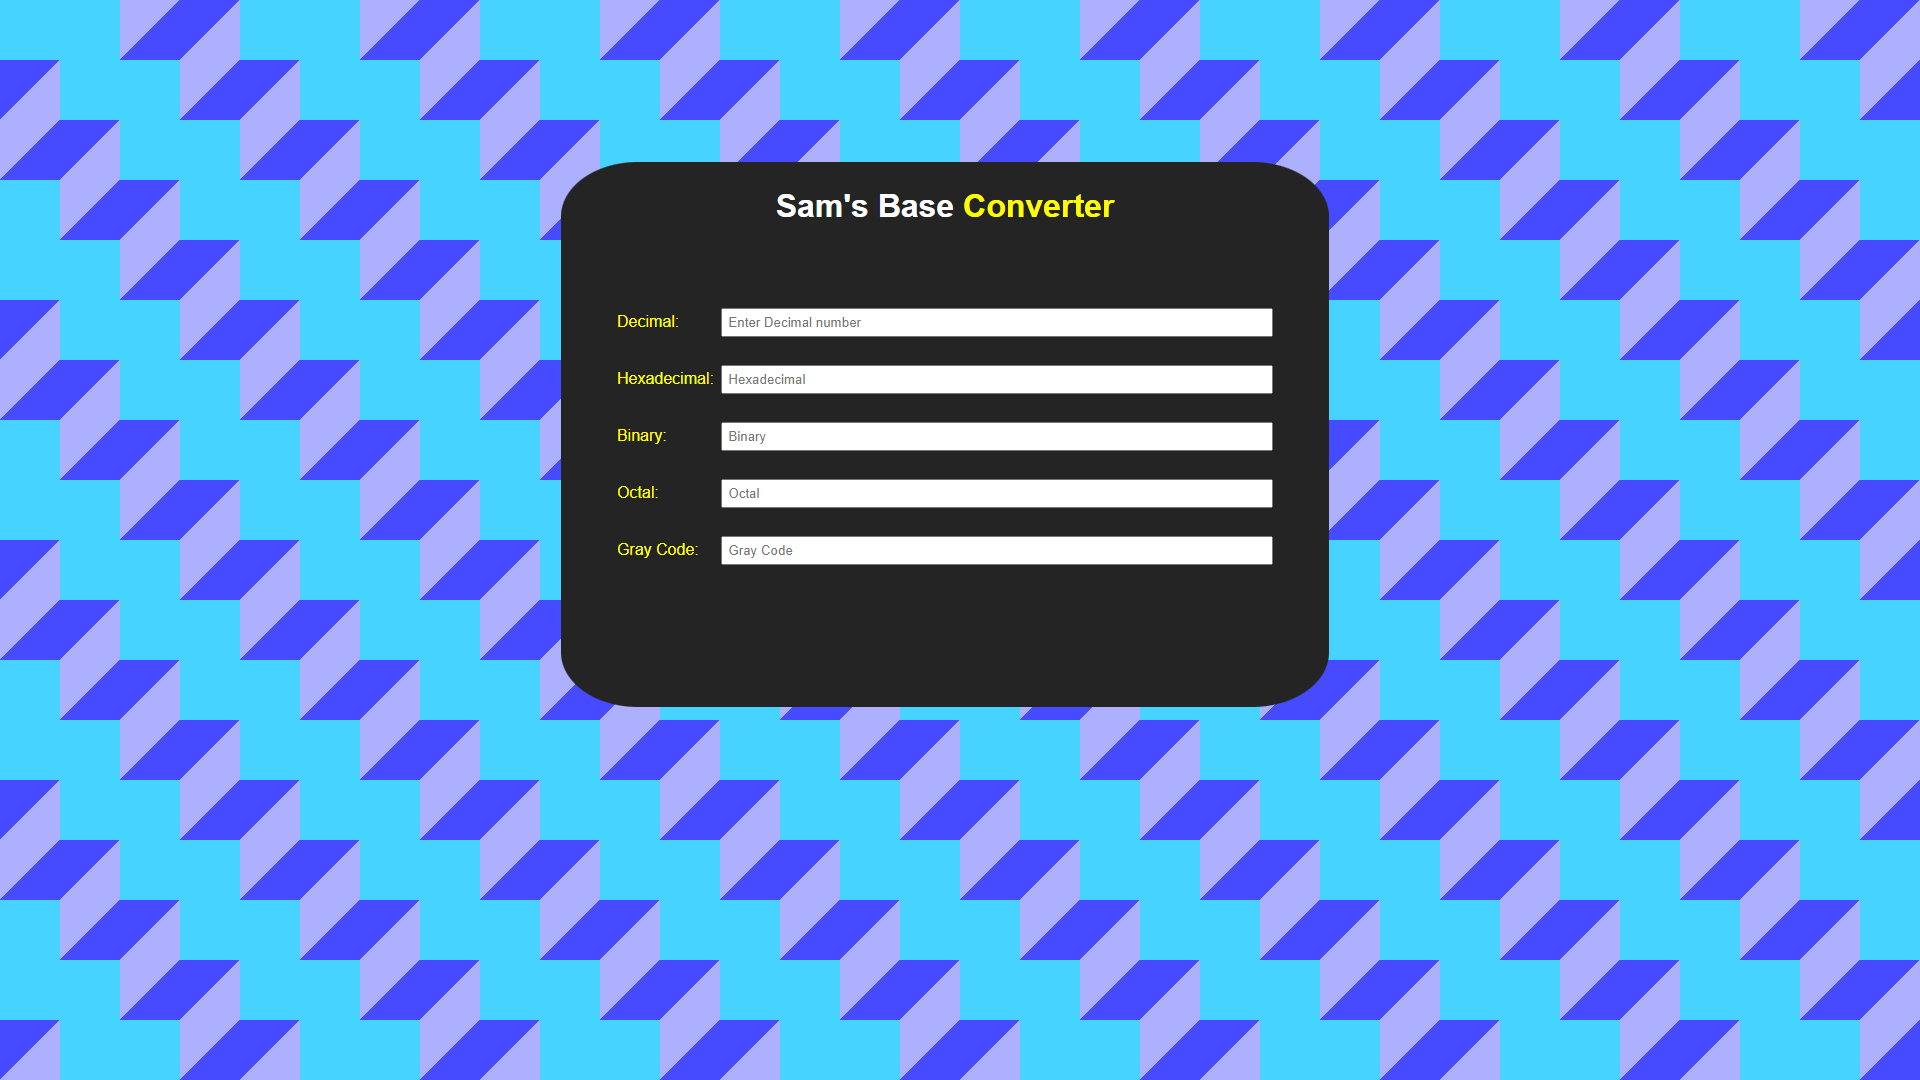 Sam's Base Converter
Decimal: Enter Decimal number
Hexadecimal: Hexadecimal
Binary: Binary
Octal: Octal
Gray Code: Gray Code